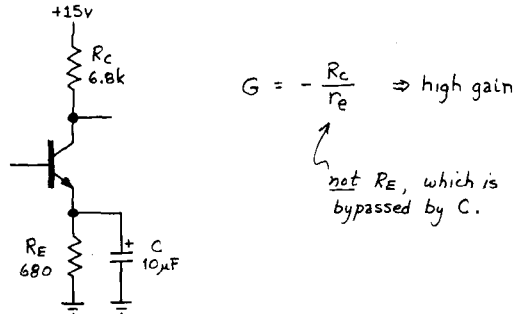 +15v
Rc
6.8k
G = - Rc/re ⇒ high gain
not RE, which is
bypassed by C.
RE
680
+
C
10μF